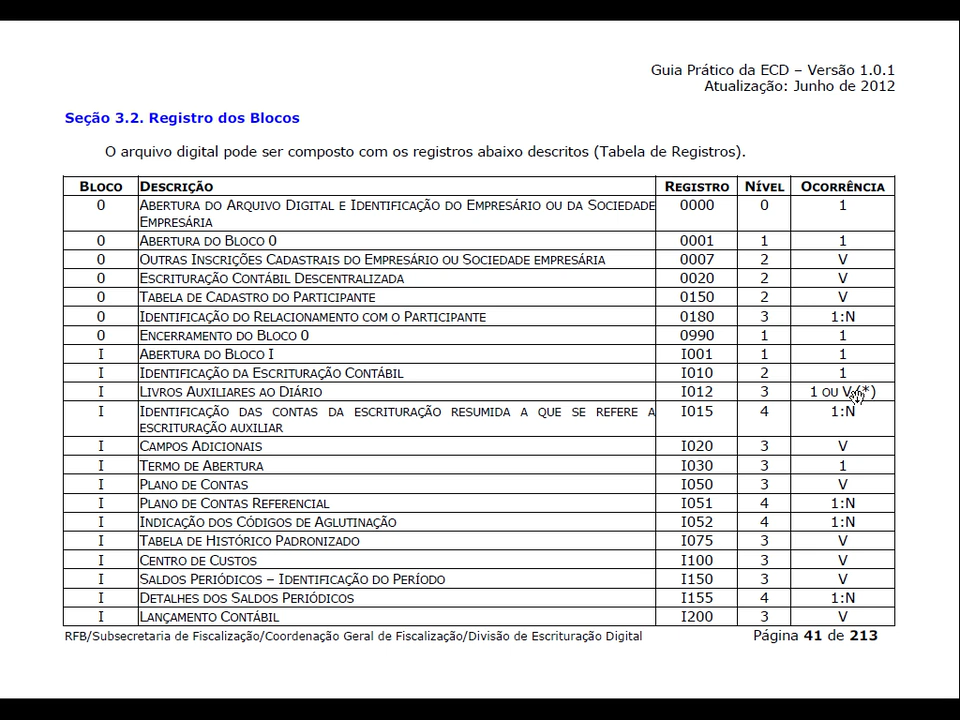 Guia Prático da ECD – Versão 1.0.1
Atualização: Junho de 2012
Seção 3.2. Registro dos Blocos
O arquivo digital pode ser composto com os registros abaixo descritos (Tabela de Registros).
BLOCO DESCRIÇÃO REGISTRO NÍVEL OCORRÊNCIA
0 ABERTURA DO ARQUIVO DIGITAL E IDENTIFICAÇÃO DO EMPRESÁRIO OU DA SOCIEDADE 0000 0 1
EMPRESÁRIA
0 ABERTURA DO BLOCO 0 0001 1 1
0 OUTRAS INSCRIÇÕES CADASTRAIS DO EMPRESÁRIO OU SOCIEDADE EMPRESÁRIA 0007 2 V
0 ESCRITURAÇÃO CONTÁBIL DESCENTRALIZADA 0020 2 V
0 TABELA DE CADASTRO DO PARTICIPANTE 0150 2 V
0 IDENTIFICAÇÃO DO RELACIONAMENTO COM O PARTICIPANTE 0180 3 1:N
0 ENCERRAMENTO DO BLOCO 0 0990 1 1
I ABERTURA DO BLOCO I I001 1 1
I IDENTIFICAÇÃO DA ESCRITURAÇÃO CONTÁBIL I010 2 1
I LIVROS AUXILIARES AO DIÁRIO I012 3 1 OU V (*)
I IDENTIFICAÇÃO DAS CONTAS DA ESCRITURAÇÃO RESUMIDA A QUE SE REFERE A I015 4 1:N
ESCRITURAÇÃO AUXILIAR
I CAMPOS ADICIONAIS I020 3 V
I TERMO DE ABERTURA I030 3 1
I PLANO DE CONTAS I050 3 V
I PLANO DE CONTAS REFERENCIAL I051 4 1:N
I INDICAÇÃO DOS CÓDIGOS DE AGLUTINAÇÃO I052 4 1:N
I TABELA DE HISTÓRICO PADRONIZADO I075 3 V
I CENTRO DE CUSTOS I100 3 V
I SALDOS PERIÓDICOS – IDENTIFICAÇÃO DO PERÍODO I150 3 V
I DETALHES DOS SALDOS PERIÓDICOS I155 4 1:N
I LANÇAMENTO CONTÁBIL I200 3 V
RFB/Subsecretaria de Fiscalização/Coordenação Geral de Fiscalização/Divisão de Escrituração Digital Página 41 de 213